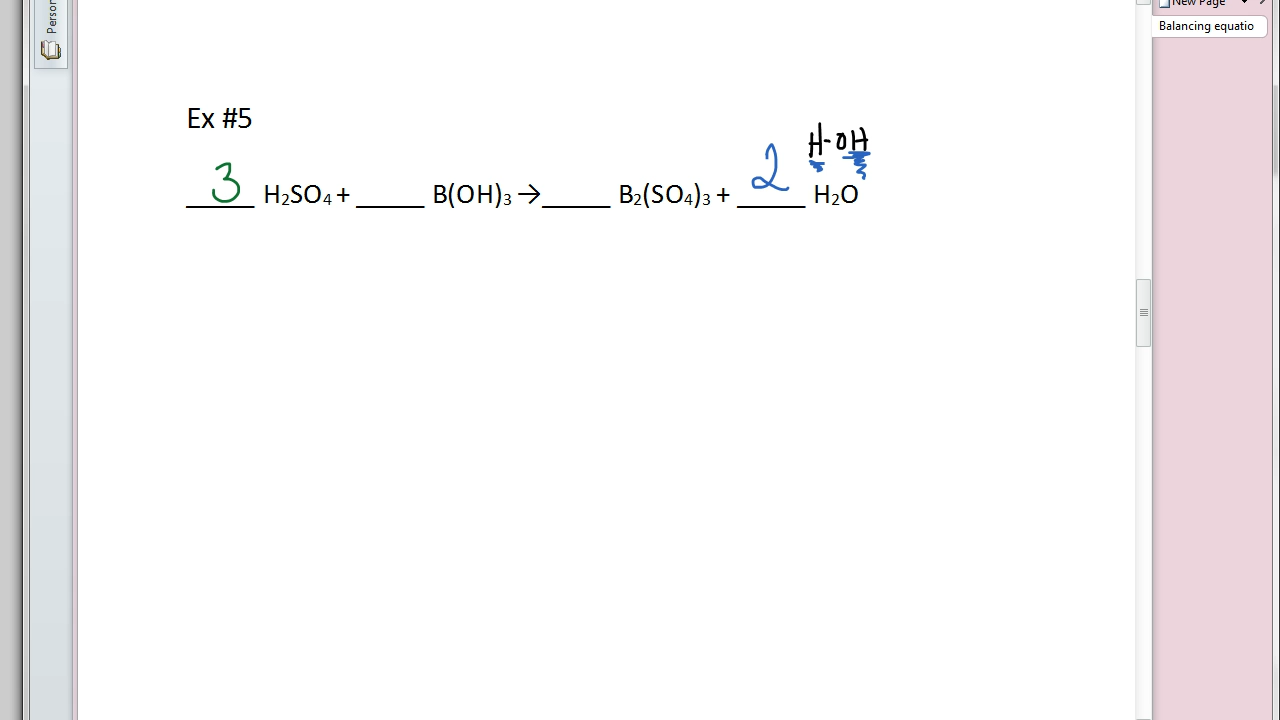 New Page
Person
Balancing equatio
Ex #5
H-OH
3 H₂SO₄ + _____ B(OH)₃ →_____ B₂(SO₄)₃ + 2 H₂O